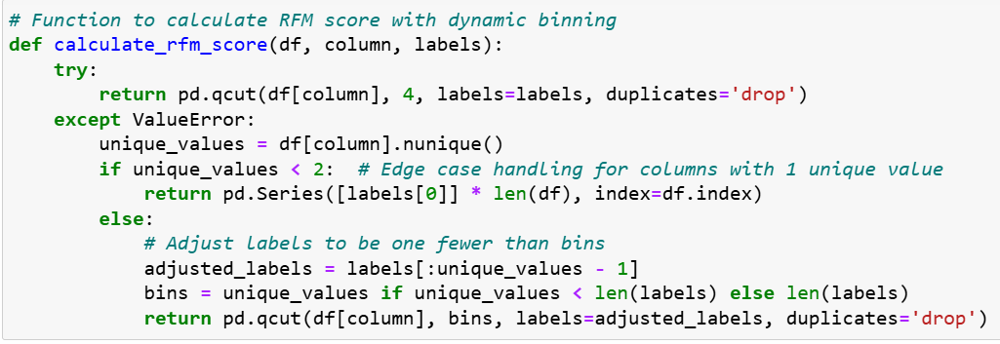 # Function to calculate RFM score with dynamic binning
def calculate_rfm_score(df, column, labels):
    try:
        return pd.qcut(df[column], 4, labels=labels, duplicates='drop')
    except ValueError:
        unique_values = df[column].nunique()
        if unique_values < 2:  # Edge case handling for columns with 1 unique value
            return pd.Series([labels[0]] * len(df), index=df.index)
        else:
            # Adjust labels to be one fewer than bins
            adjusted_labels = labels[:unique_values - 1]
            bins = unique_values if unique_values < len(labels) else len(labels)
            return pd.qcut(df[column], bins, labels=adjusted_labels, duplicates='drop')